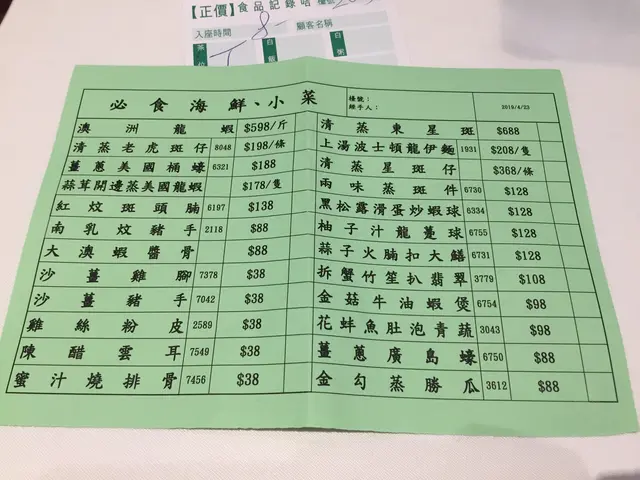 【正價】食品記錄咭
入座時間
8
顧客名稱
茶位
白飯
白粥
必食海鮮、小菜
檯號：
經手人：
2019/4/23
澳洲龍蝦 $598/斤
清蒸老虎斑仔 8048 $198/條
薑蔥美國桶蠔 6321 $188
蒜茸開邊蒸美國龍蝦 $178/隻
紅炆斑頭腩 6197 $138
南乳炆豬手 2118 $88
大澳蝦醬骨 $88
沙薑雞腳 7378 $38
沙薑豬手 7042 $38
雞絲粉皮 2589 $38
陳醋雲耳 7549 $38
蜜汁燒排骨 7456 $38
清蒸東星斑 $688
上湯波士頓龍伊麵 1931 $208/隻
清蒸星斑仔 $368/條
兩味蒸斑件 6730 $128
黑松露滑蛋炒蝦球 6334 $128
柚子汁龍躉球 6755 $128
蒜子火腩扣大鱔 6731 $128
拆蟹竹笙扒翡翠 3779 $108
金菇牛油蝦煲 6754 $98
花蚌魚肚泡青蔬 3043 $98
薑蔥廣島蠔 6750 $88
金勾蒸勝瓜 3612 $88